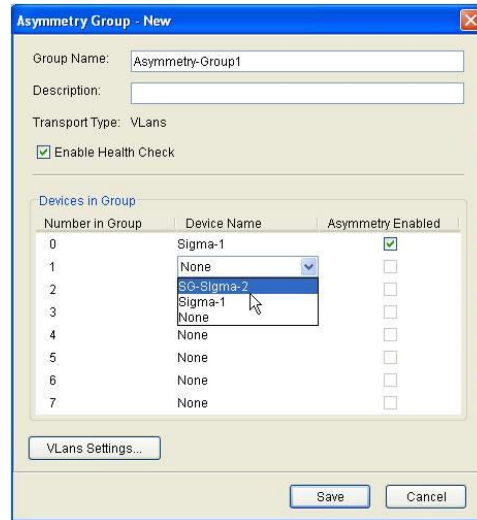 Asymmetry Group - New
Group Name: Asymmetry-Group1
Description:
Transport Type: VLans
Enable Health Check
Devices in Group
Number in Group Device Name Asymmetry Enabled
0 Sigma-1
1 None
2 SG-SIgma-2
3 Sigma-1
None
4 None
5 None
6 None
7 None
VLans Settings...
Save Cancel